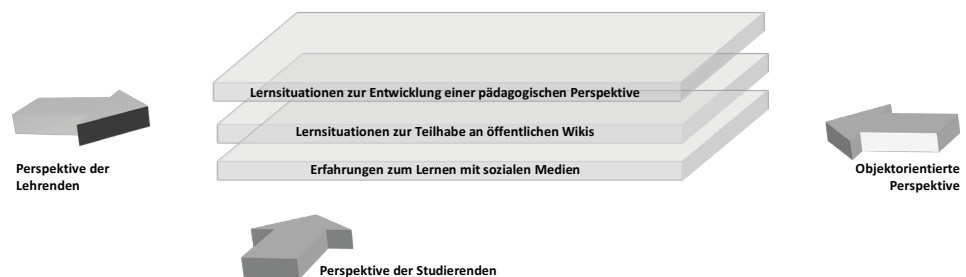 Lernsituationen zur Entwicklung einer pädagogischen Perspektive
Lernsituationen zur Teilhabe an öffentlichen Wikis
Erfahrungen zum Lernen mit sozialen Medien
Perspektive der
Lehrenden
Objektorientierte
Perspektive
Perspektive der Studierenden